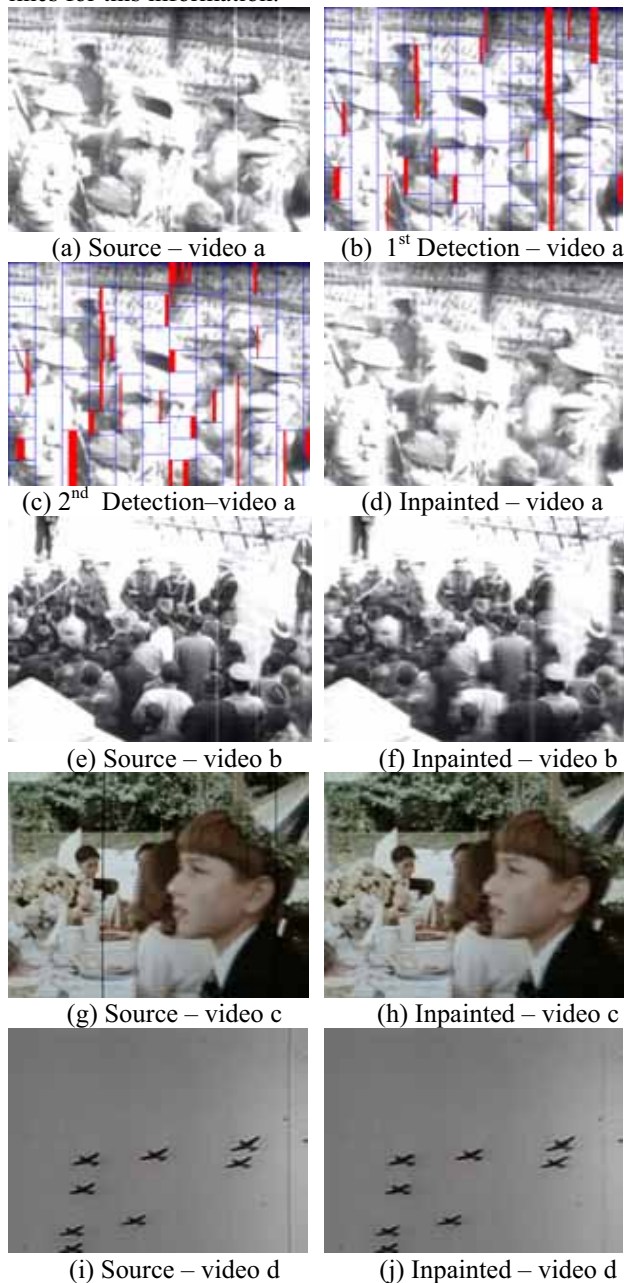 (a) Source – video a
(b) 1st Detection – video a
(c) 2nd Detection–video a
(d) Inpainted – video a
(e) Source – video b
(f) Inpainted – video b
(g) Source – video c
(h) Inpainted – video c
(i) Source – video d
(j) Inpainted – video d